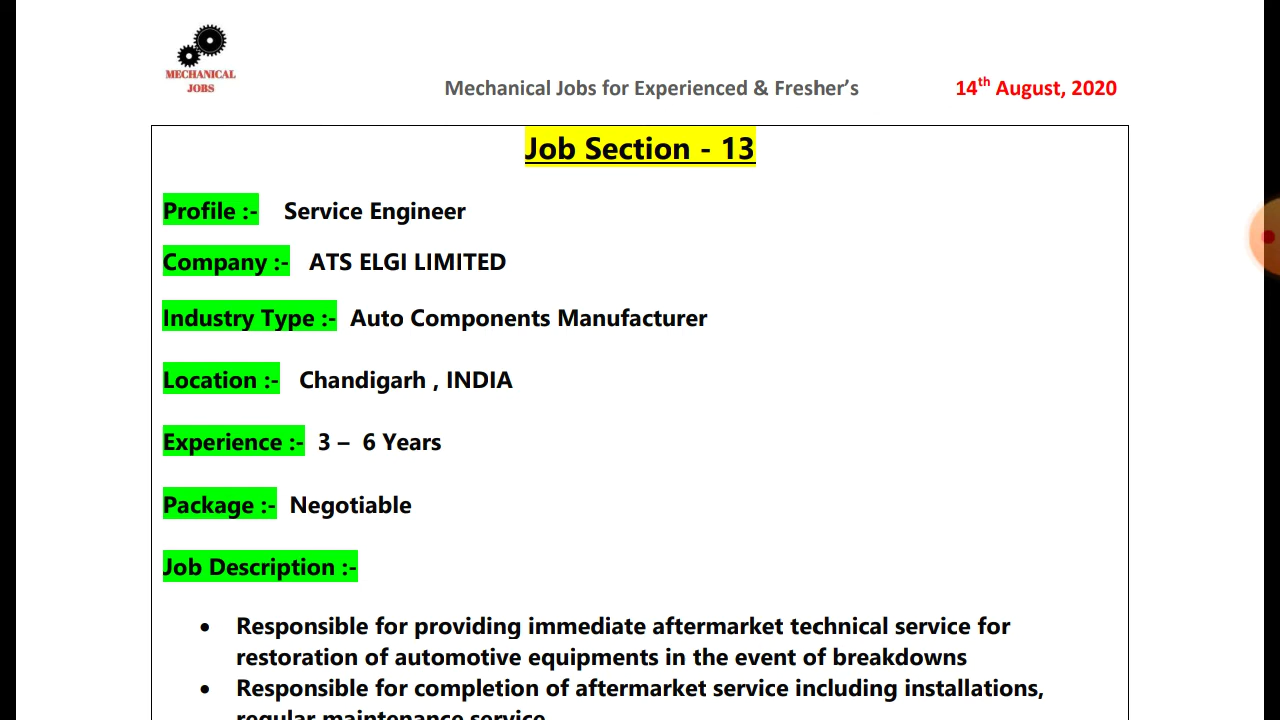 MECHANICAL
JOBS
Mechanical Jobs for Experienced & Fresher's
14th August, 2020
Job Section - 13
Profile :- Service Engineer
Company :- ATS ELGI LIMITED
Industry Type :- Auto Components Manufacturer
Location :- Chandigarh , INDIA
Experience :- 3 – 6 Years
Package :- Negotiable
Job Description :-
• Responsible for providing immediate aftermarket technical service for
restoration of automotive equipments in the event of breakdowns
• Responsible for completion of aftermarket service including installations,
regular maintenance service